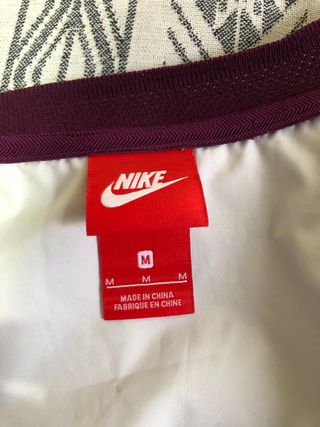 NIKE
M
M M M
MADE IN CHINA
FABRIQUE EN CHINE